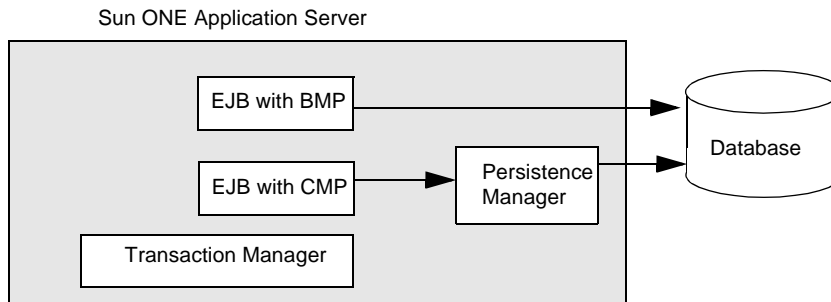 Sun ONE Application Server
EJB with BMP
Database
EJB with CMP
Persistence
Manager
Transaction Manager